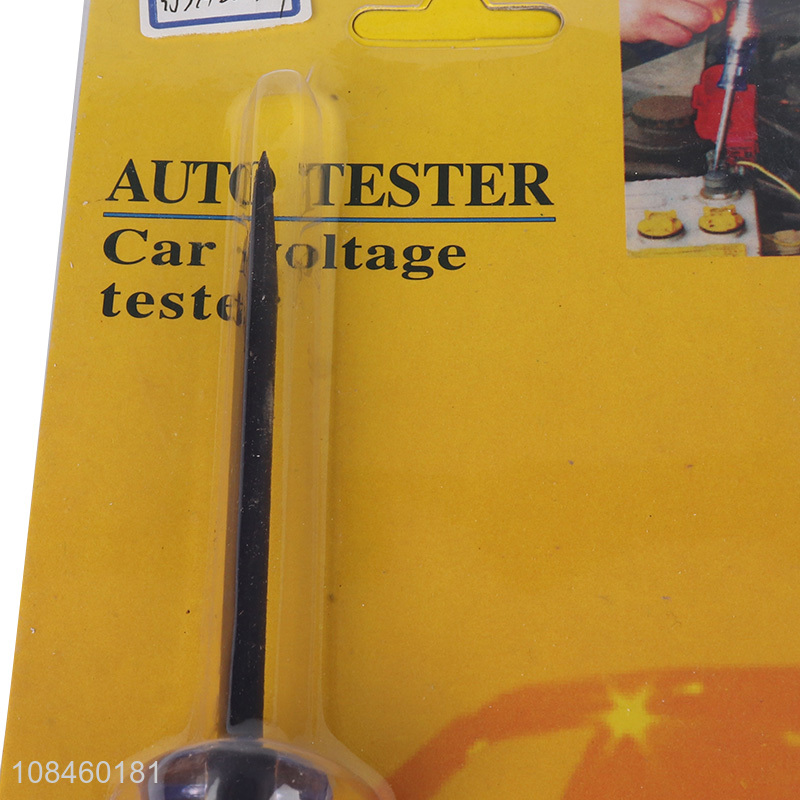 AUTO TESTER
Car voltage
tester
108460181